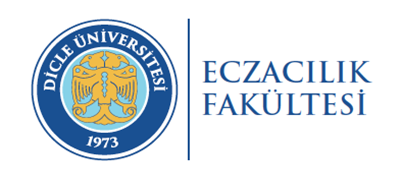 DİCLE ÜNİVERSİTESİ
1973
ECZACILIK
FAKÜLTESİ